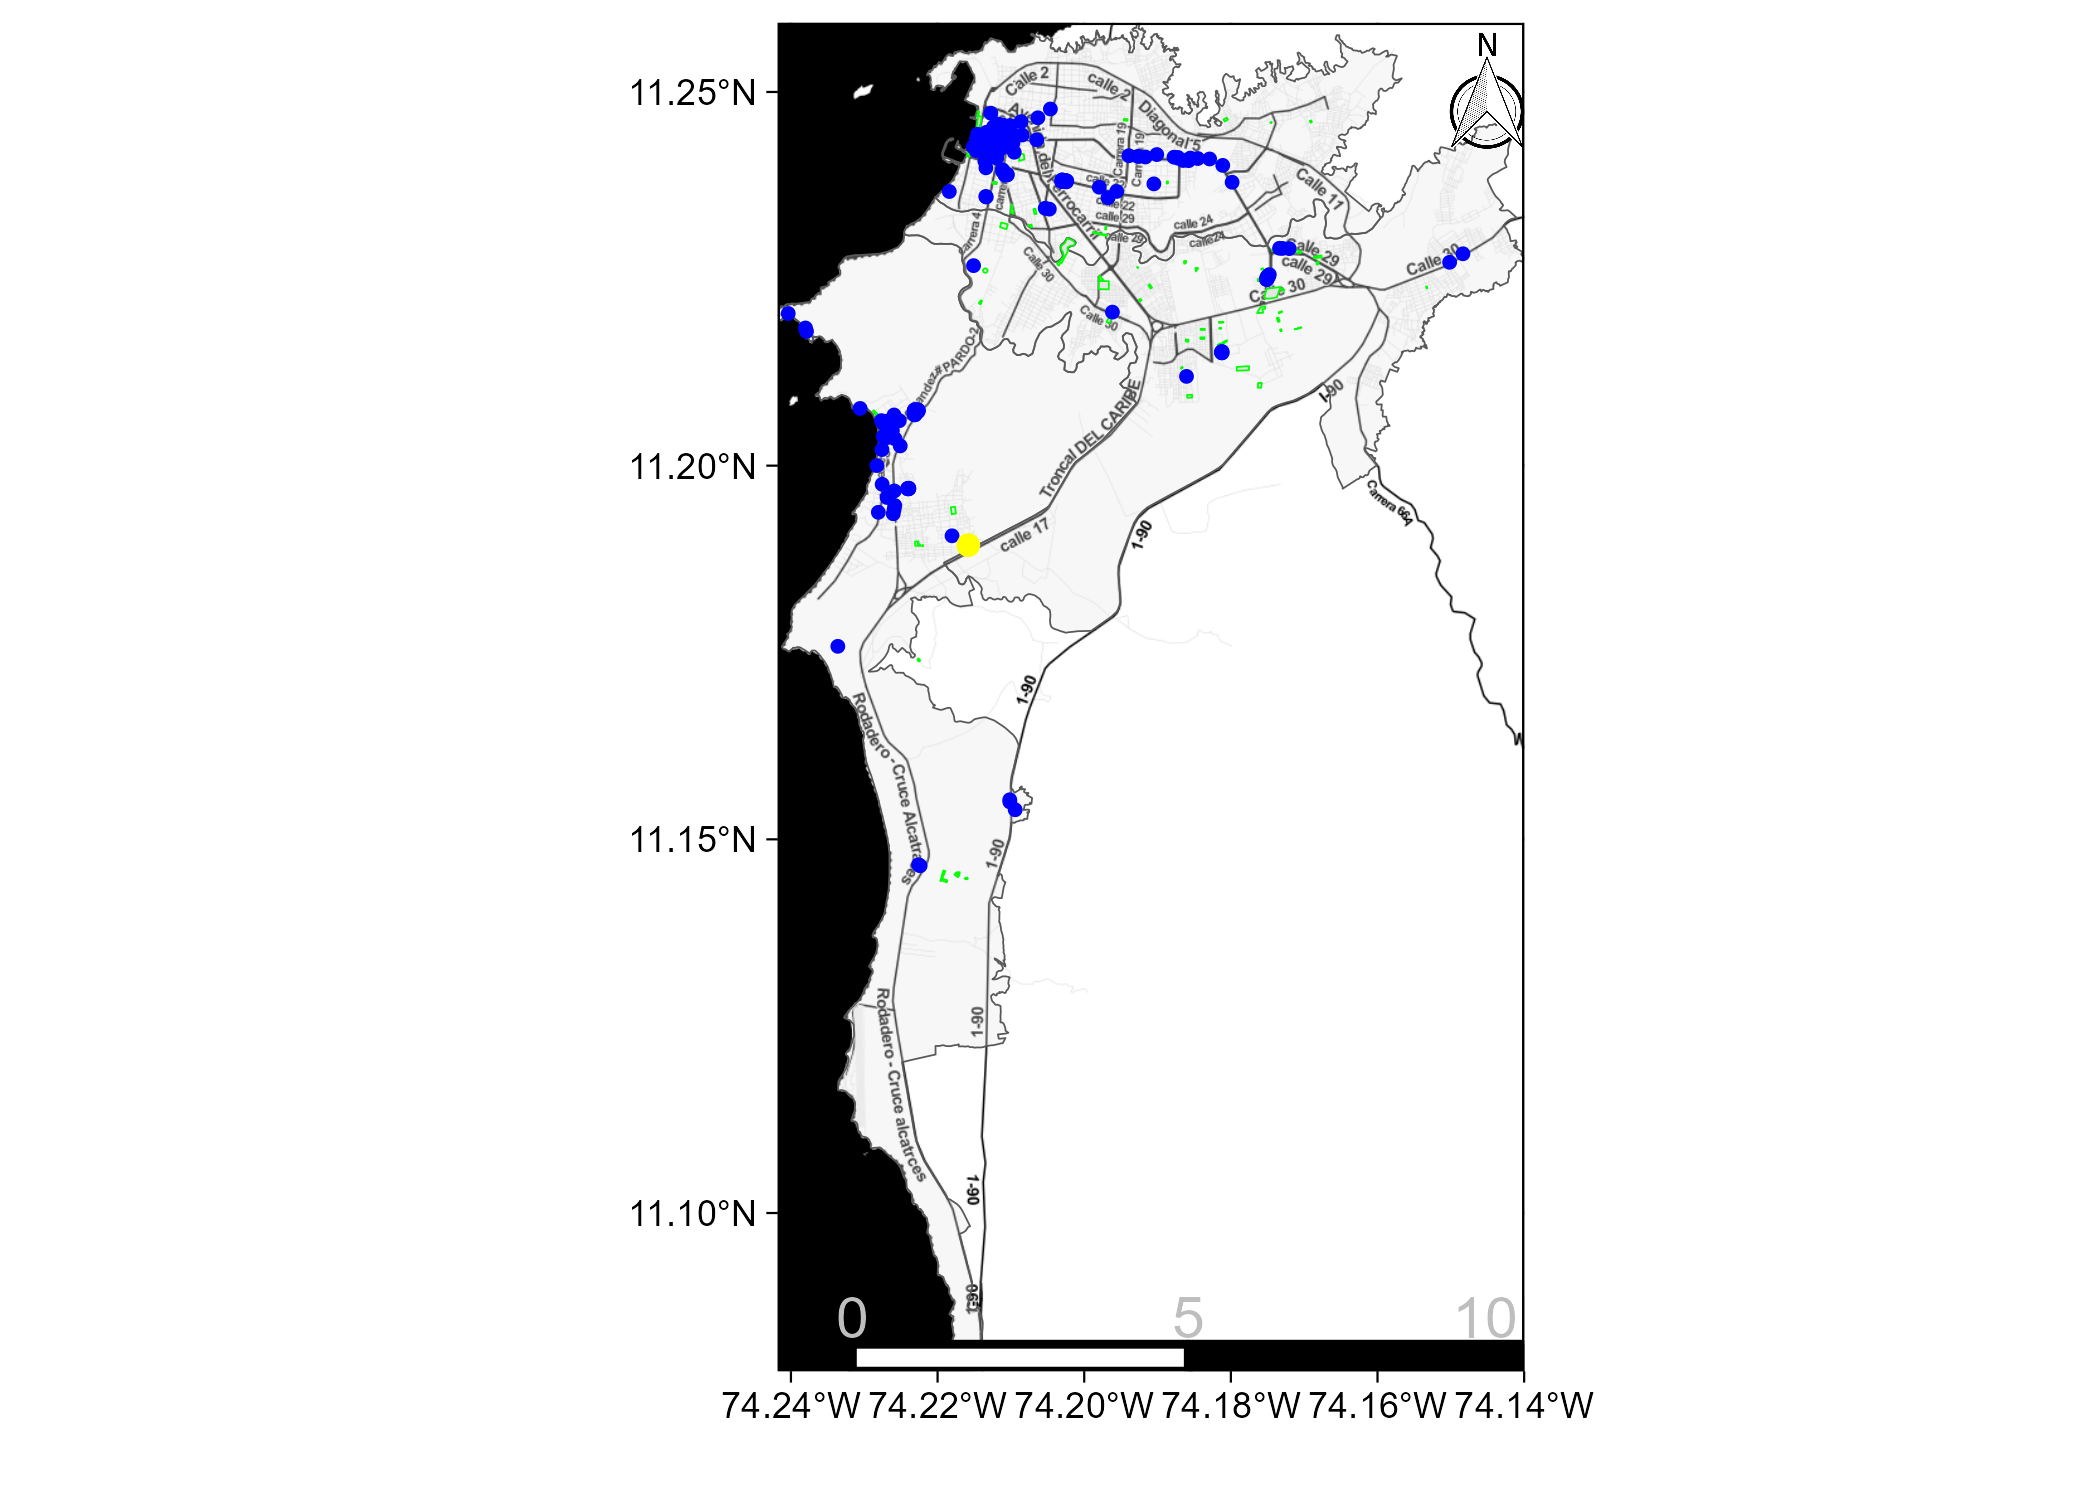 N
11.25°N
Calle 2
calle 2
Diagonal 5
Carrera 19
Calle 11
calle 22
calle 29
calle 24
calle 29
calle24
Carrera 4
Calle 30
Calle 29
calle 29
Calle 30
Calle 30
Calle 30
PARDO-2
I-90
Troncal DEL CARIBE
11.20°N
Carrera 664
calle 17
1-90
1-90
Rodadero - Cruce Alcatraces
11.15°N
1-90
1-90
Rodadero - Cruce alcatrces
1-90
11.10°N
0 5 10
74.24°W 74.22°W 74.20°W 74.18°W 74.16°W 74.14°W